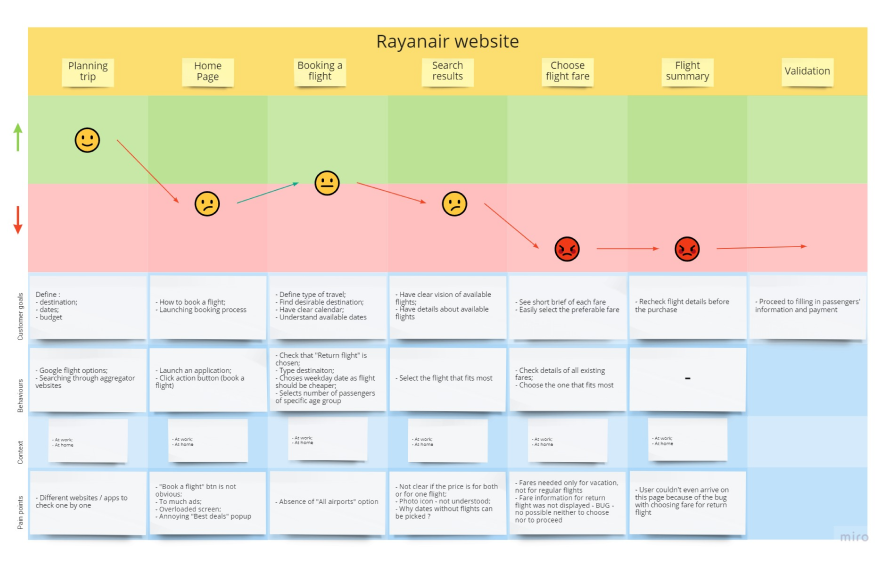 Rayanair website
Planning
trip
Home
Page
Booking a
flight
Search
results
Choose
flight fare
Flight
summary
Validation
Customer goals
Define :
- destination;
- dates;
- budget
- How to book a flight;
- Launching booking process
- Define type of travel;
- Find desirable destination;
- Have clear calendar;
- Understand available dates
- Have clear vision of available
flights;
- Have details about available
flights
- See short brief of each fare
- Easily select the preferable fare
- Recheck flight details before
the purchase
- Proceed to filling in passengers'
information and payment
Behaviours
- Google flight options;
- Searching through aggregator
websites
- Launch an application;
- Click action button (book a
flight)
- Check that "Return flight" is
chosen;
- Type destinaiton;
- Choses weekday date as flight
should be cheaper;
- Selects number of passengers
of specific age group
- Select the flight that fits most
- Check details of all existing
fares;
- Choose the one that fits most
-
Context
- At work;
- At home
- At work;
- At home
- At work;
- At home
- At work;
- At home
- At work;
- At home
- At work;
- At home
Pain points
- Different websites / apps to
check one by one
- "Book a flight" btn is not
obvious:
- To much ads;
- Overloaded screen;
- Annoying "Best deals" popup
- Absence of "All airports" option
- Not clear if the price is for both
or for one flight;
- Photo icon - not understood;
- Why dates without flights can
be picked ?
- Fares needed only for vacation,
not for regular flights
- Fare information for return
flight was not displayed - BUG -
no possible neither to choose
nor to proceed
- User couldn't even arrive on
this page because of the bug
with choosing fare for return
flight
miro